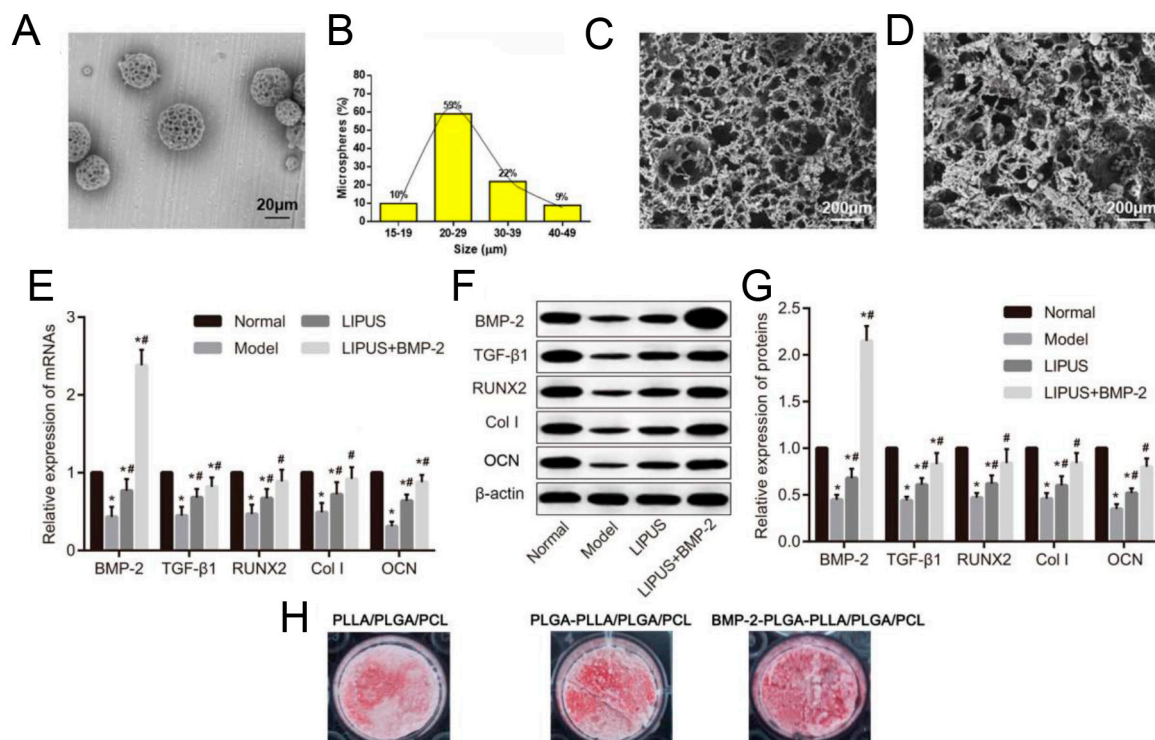 A
B
C
D
20μm
Microspheres (%)
80
70
60
50
40
30
20
10
0
10%
59%
22%
9%
15-19
20-29
30-39
40-49
Size (μm)
200μm
200μm
E
F
G
Relative expression of mRNAs
3
2
1
0
Normal
Model
LIPUS
LIPUS+BMP-2
*
*#
*#
*
*#
*#
*
*#
#
*
*#
#
*
*#
*#
BMP-2
TGF-β1
RUNX2
Col I
OCN
BMP-2
TGF-β1
RUNX2
Col I
OCN
β-actin
Normal
Model
LIPUS
LIPUS+BMP-2
Relative expression of proteins
2.5
2.0
1.5
1.0
0.5
0.0
Normal
Model
LIPUS
LIPUS+BMP-2
*
*#
*#
*
*#
*#
*
*#
#
*
*#
#
*
*#
#
BMP-2
TGF-β1
RUNX2
Col I
OCN
H
PLLA/PLGA/PCL
PLGA-PLLA/PLGA/PCL
BMP-2-PLGA-PLLA/PLGA/PCL